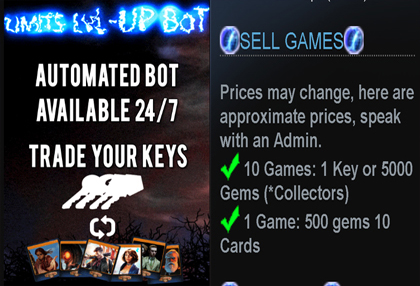 LIMITS LVL-UP BOT
AUTOMATED BOT
AVAILABLE 24/7
TRADE YOUR KEYS
SELL GAMES
Prices may change, here are
approximate prices, speak
with an Admin.
10 Games: 1 Key or 5000
Gems (*Collectors)
1 Game: 500 gems 10
Cards